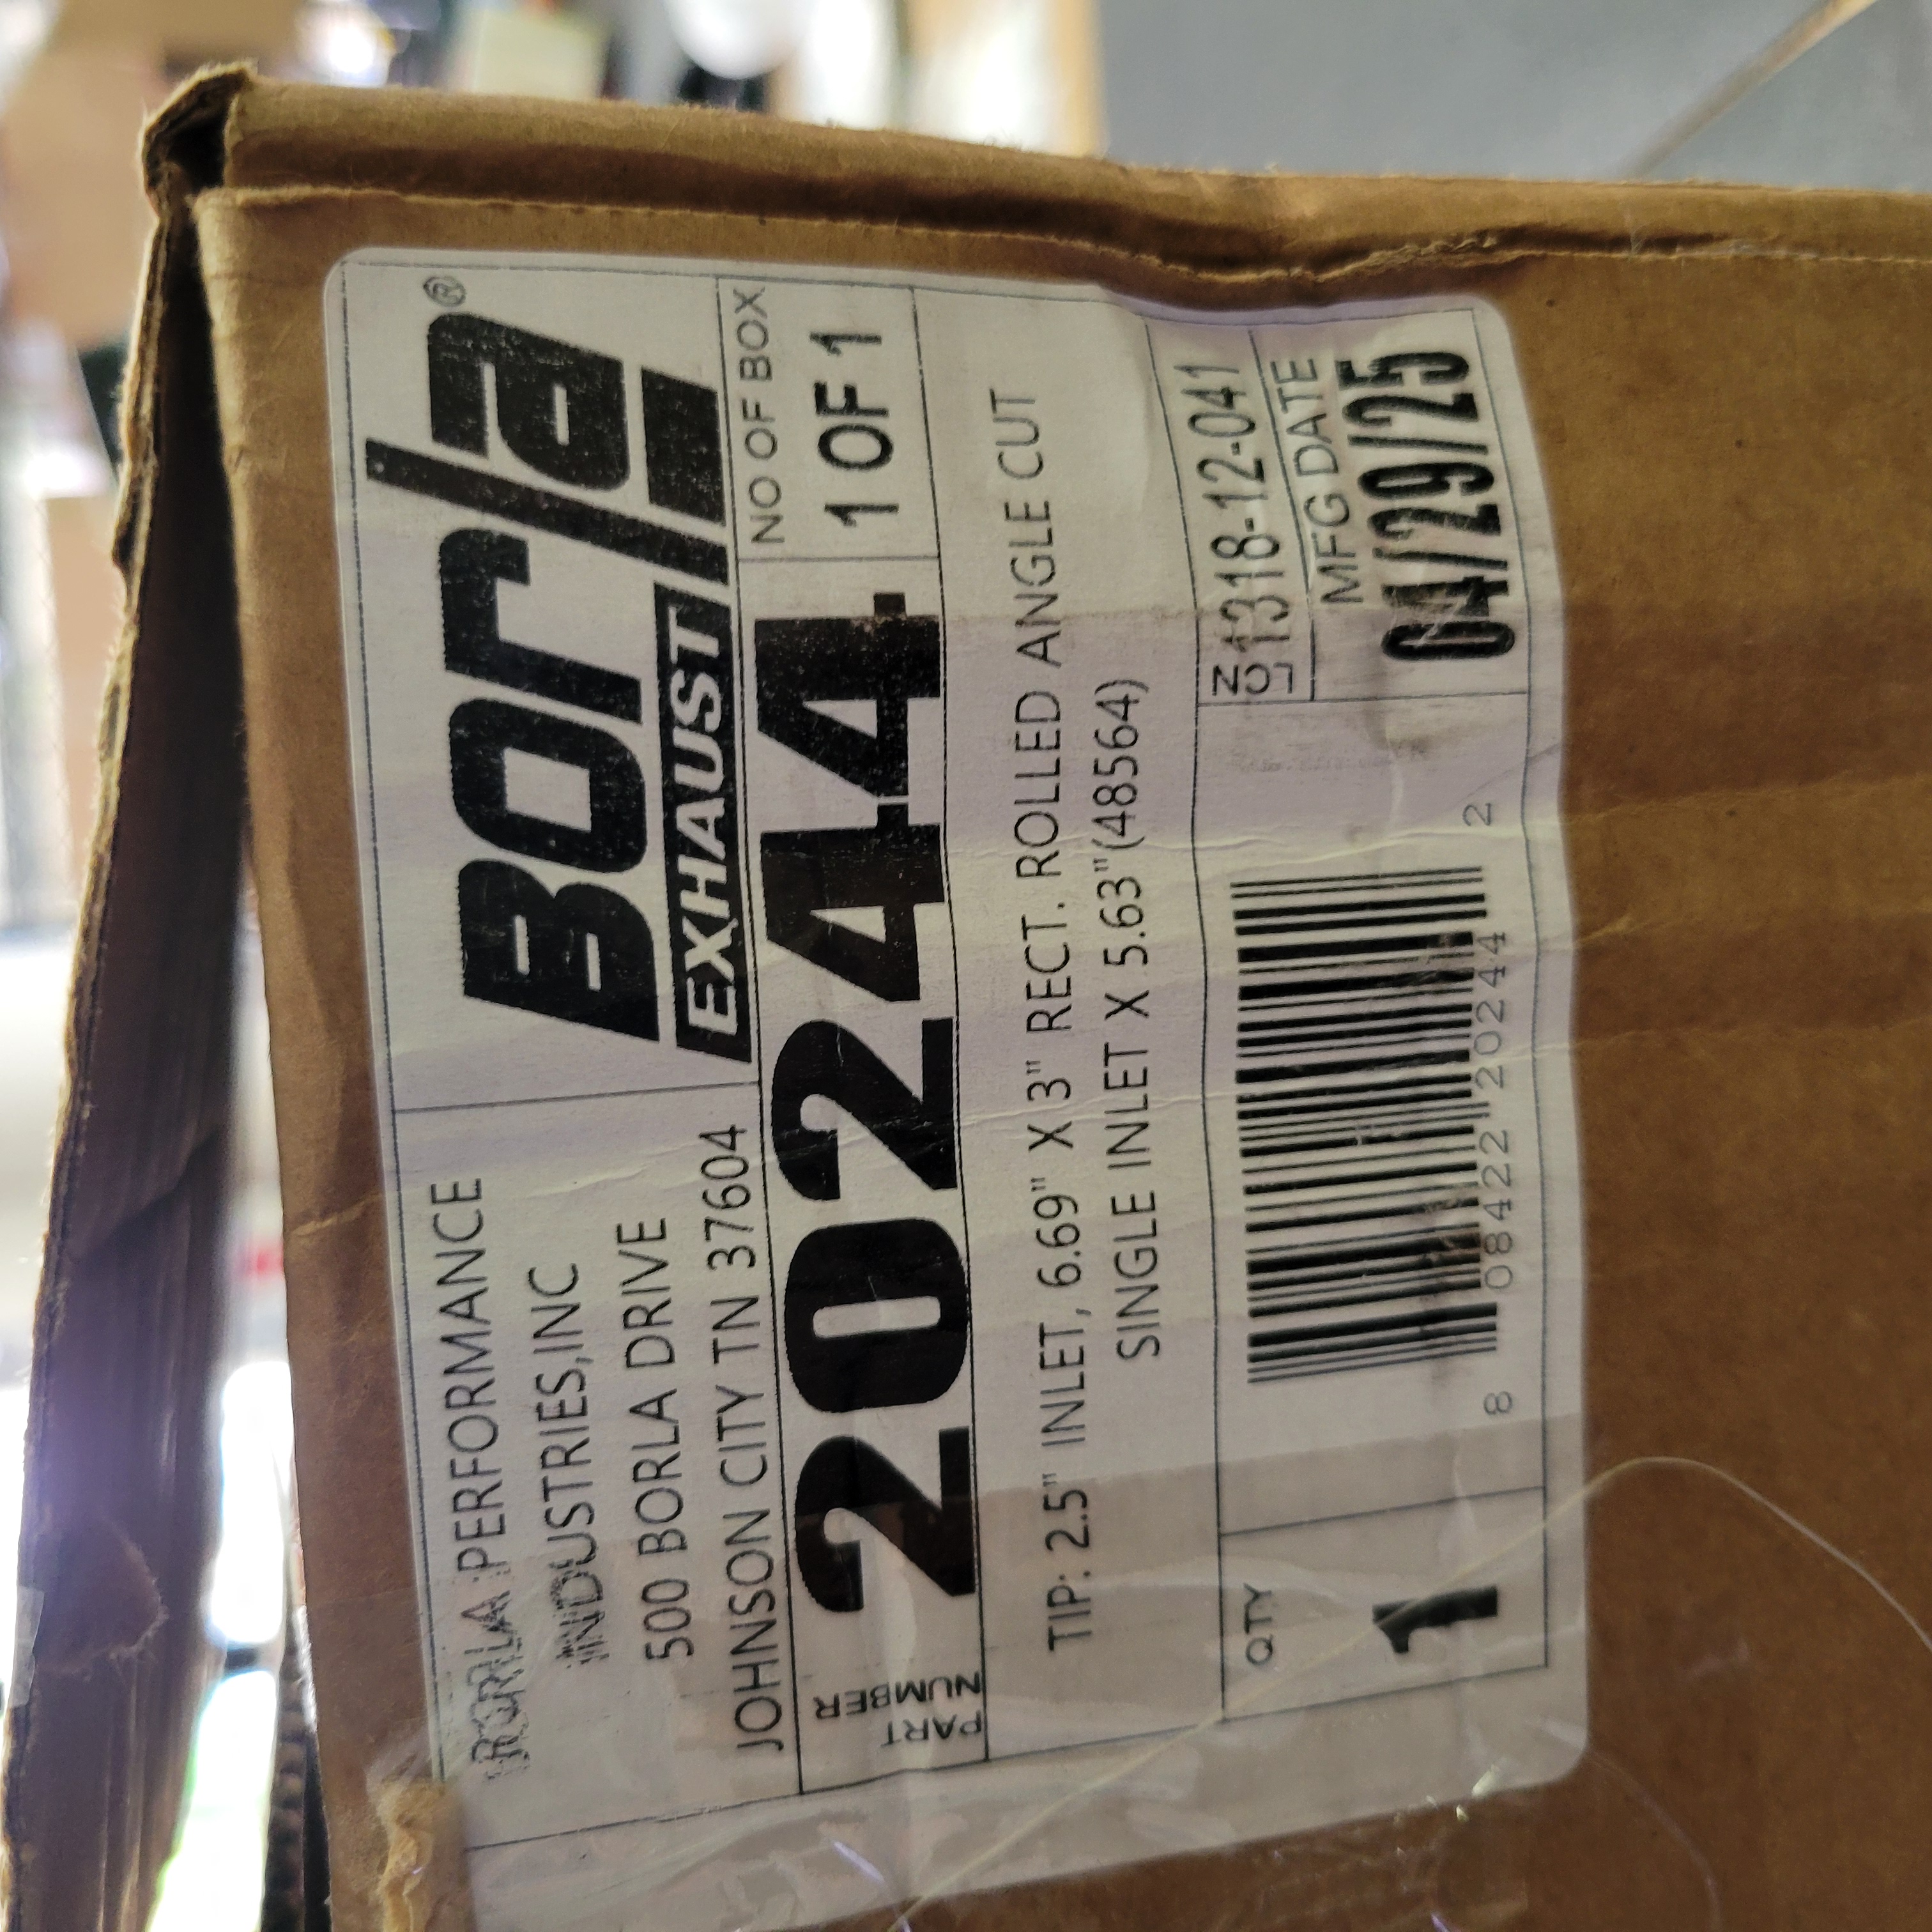 BORLA PERFORMANCE
INDUSTRIES,INC
500 BORLA DRIVE
JOHNSON CITY TN 37604
Borla®
EXHAUST
PART
NUMBER
20244
NO OF BOX
1 OF 1
TIP: 2.5" INLET, 6.69" X 3" RECT. ROLLED ANGLE CUT
SINGLE INLET X 5.63"(48564)
QTY
1
8 08422 20244 2
LOZ
1318-12-041
MFG DATE
04/29/25